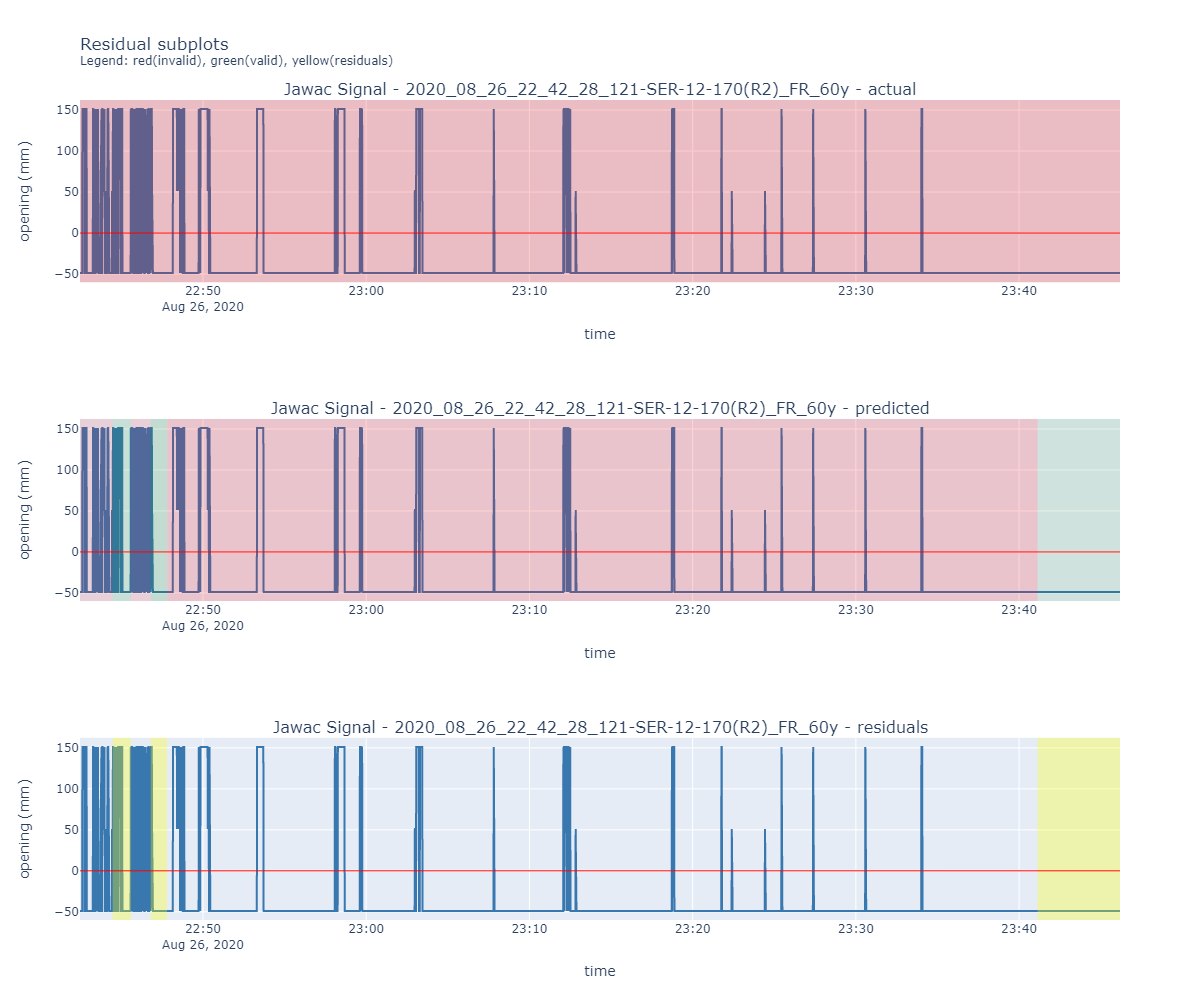 Residual subplots
Legend: red(invalid), green(valid), yellow(residuals)
Jawac Signal - 2020_08_26_22_42_28_121-SER-12-170(R2)_FR_60y - actual
150
100
50
0
−50
opening (mm)
22:50
23:00
23:10
23:20
23:30
23:40
Aug 26, 2020
time
Jawac Signal - 2020_08_26_22_42_28_121-SER-12-170(R2)_FR_60y - predicted
150
100
50
0
−50
opening (mm)
22:50
23:00
23:10
23:20
23:30
23:40
Aug 26, 2020
time
Jawac Signal - 2020_08_26_22_42_28_121-SER-12-170(R2)_FR_60y - residuals
150
100
50
0
−50
opening (mm)
22:50
23:00
23:10
23:20
23:30
23:40
Aug 26, 2020
time